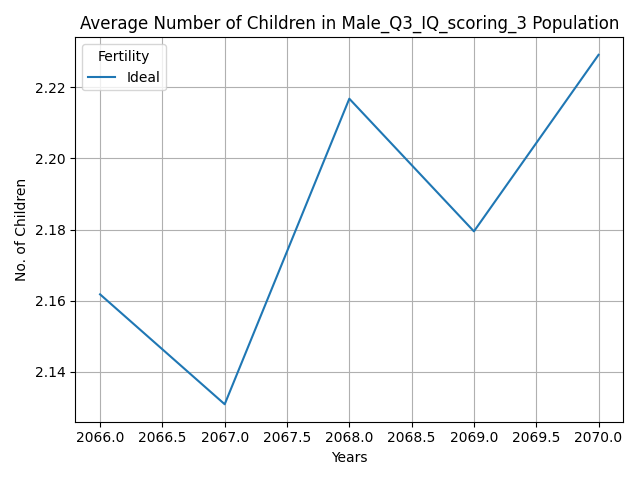 Average Number of Children in Male_Q3_IQ_scoring_3 Population
Fertility
Ideal
2.22
2.20
2.18
2.16
2.14
No. of Children
2066.0 2066.5 2067.0 2067.5 2068.0 2068.5 2069.0 2069.5 2070.0
Years